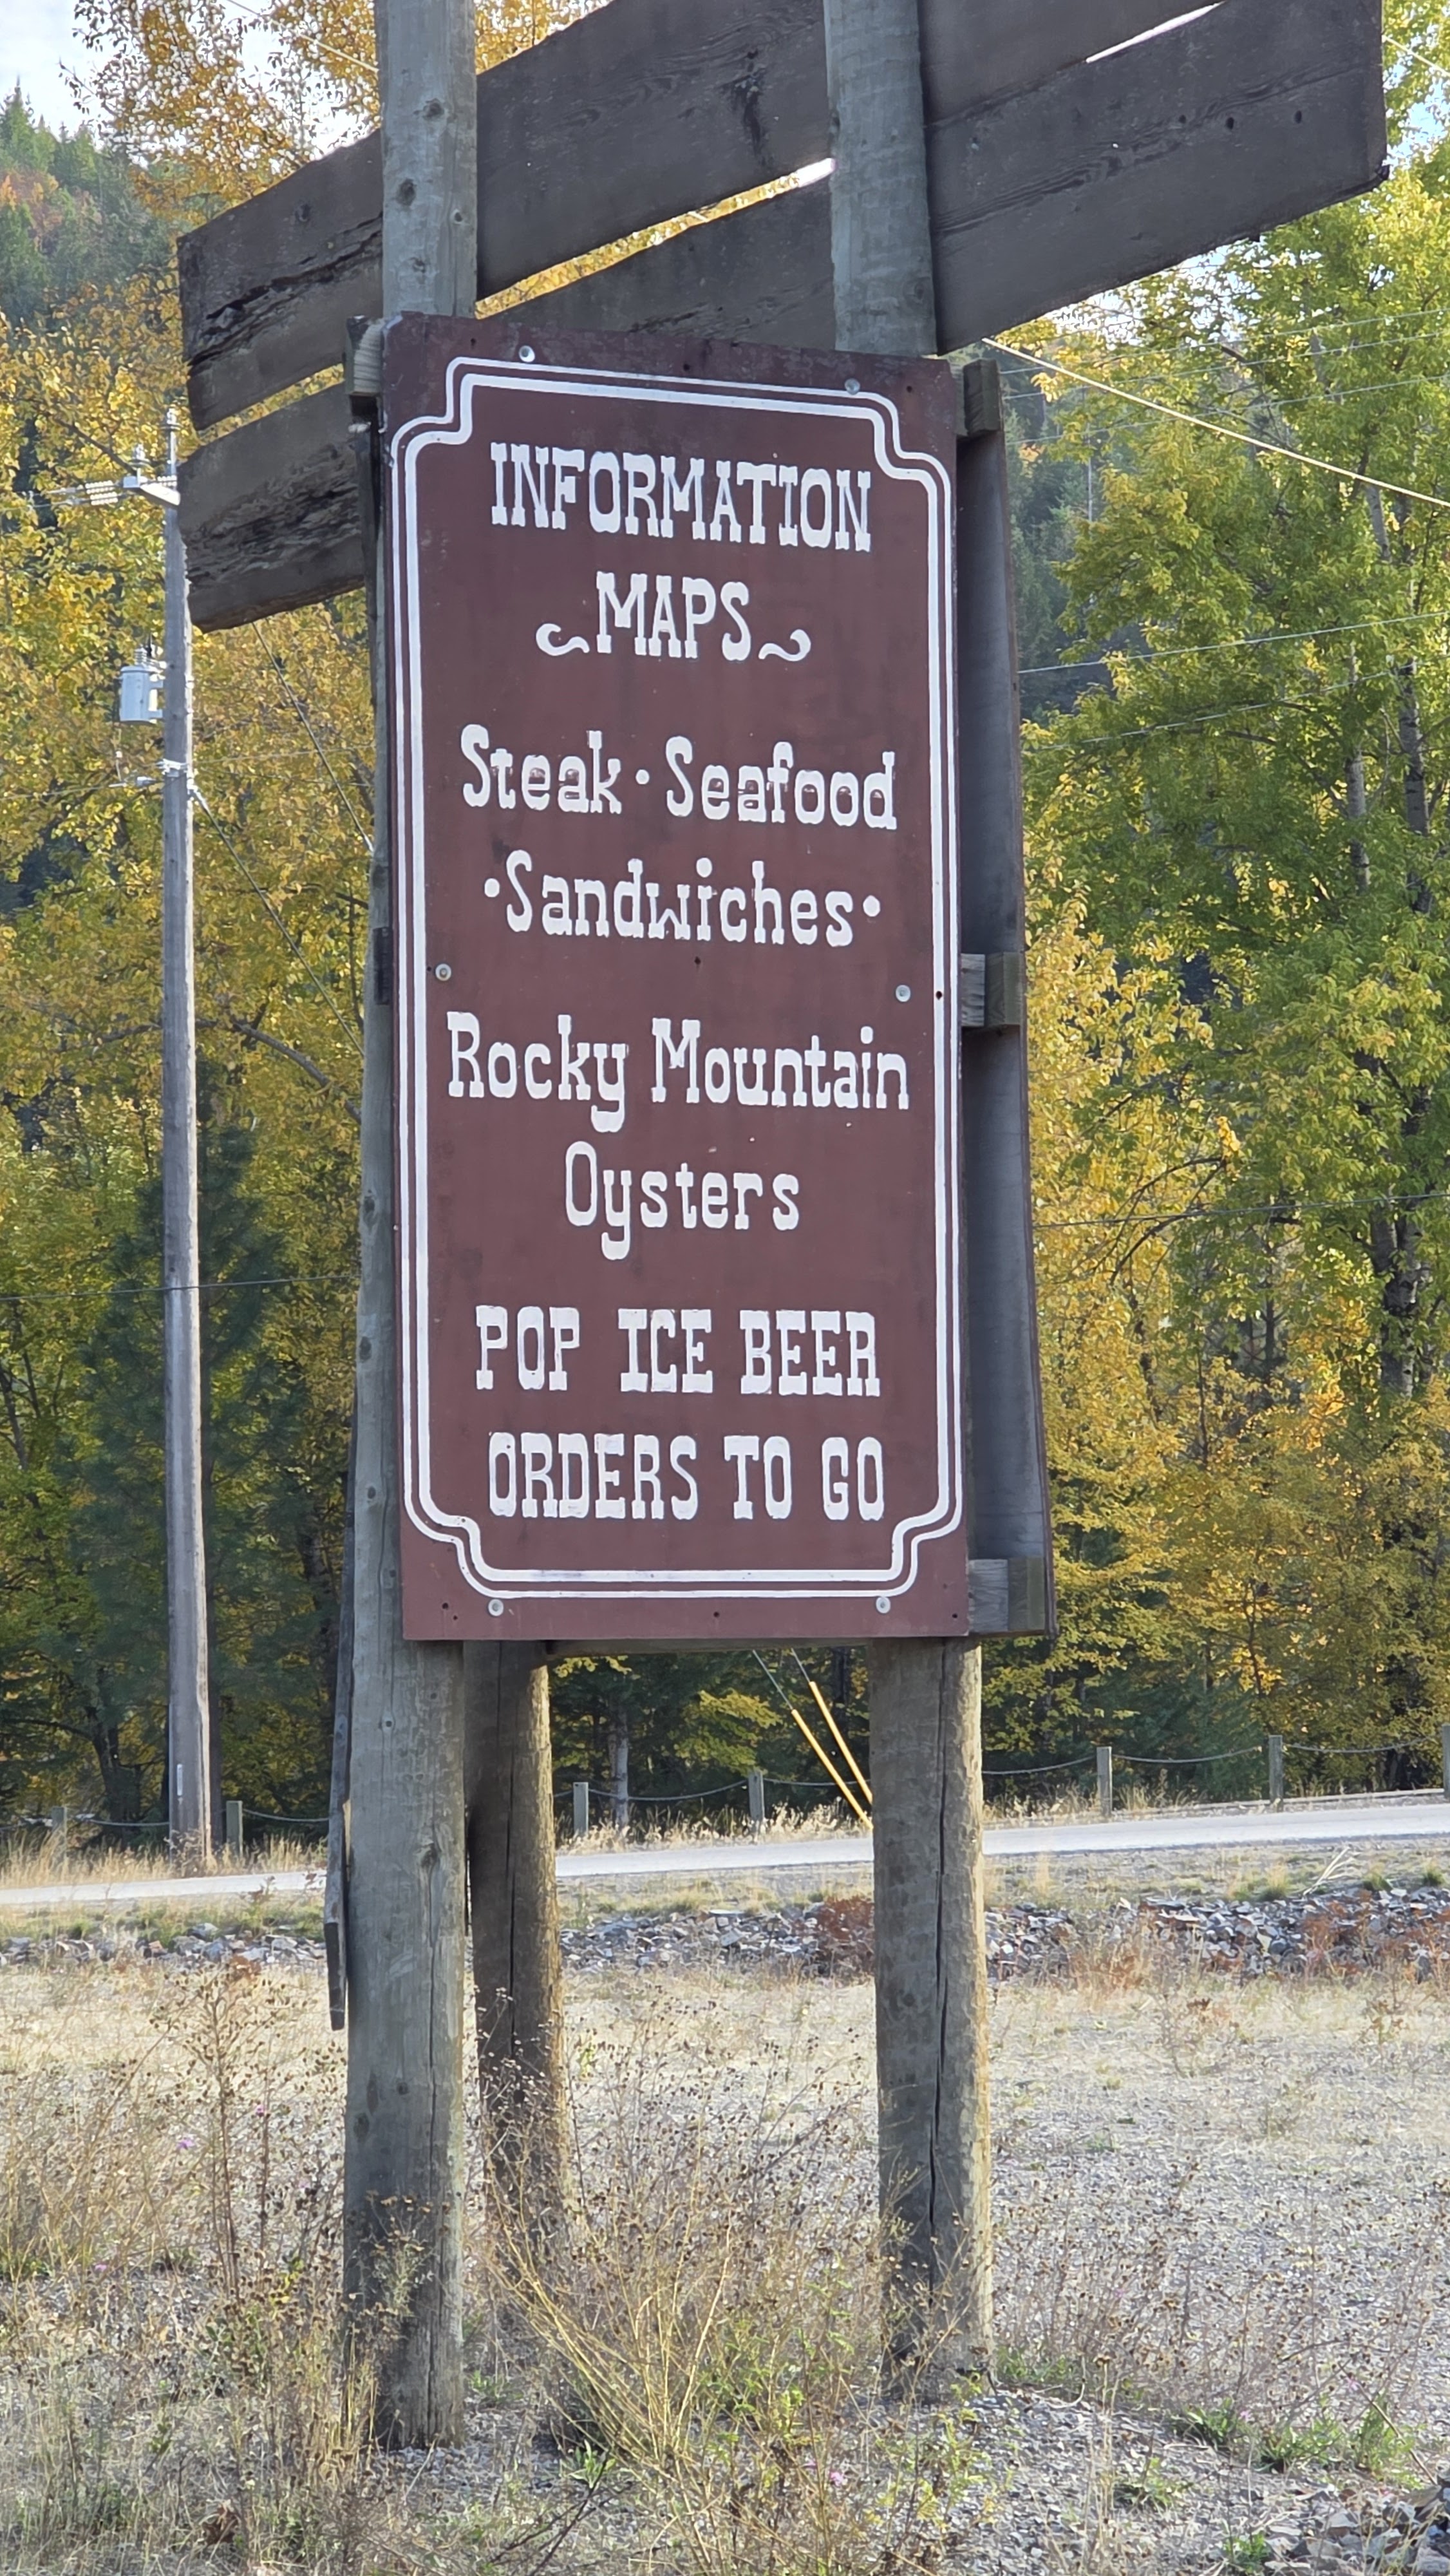 INFORMATION
MAPS
Steak · Seafood
·Sandwiches·
Rocky Mountain
Oysters
POP ICE BEER
ORDERS TO GO